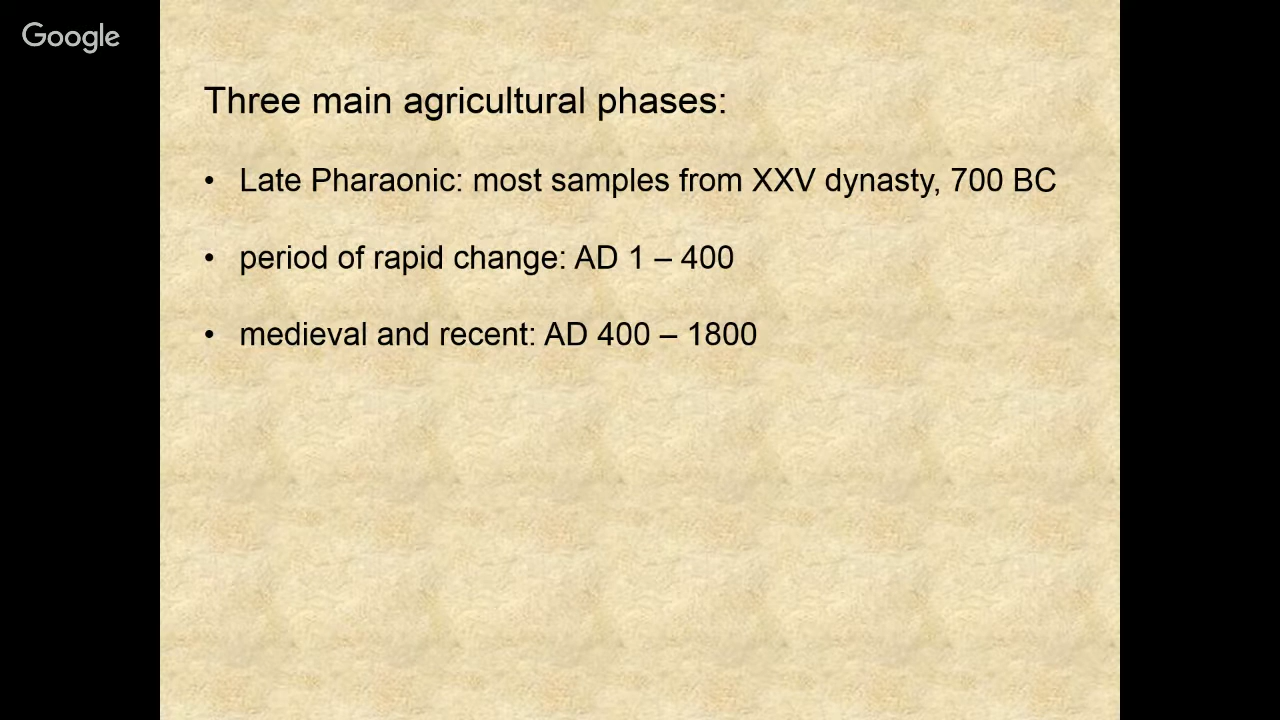 Google
Three main agricultural phases:
• Late Pharaonic: most samples from XXV dynasty, 700 BC
• period of rapid change: AD 1 – 400
• medieval and recent: AD 400 – 1800